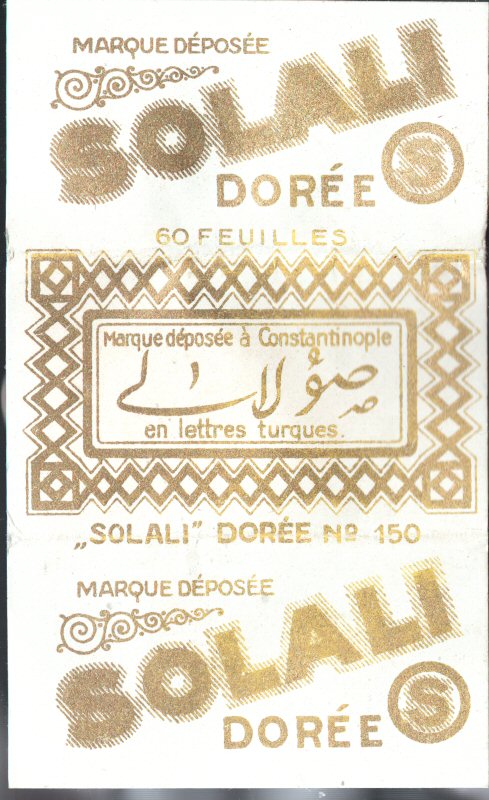 MARQUE DÉPOSÉE
SOLALI
DORÉE S
60 FEUILLES
Marque déposée à Constantinople
صؤلالی
en lettres turques.
„SOLALI” DORÉE Nº 150
MARQUE DÉPOSÉE
SOLALI
DORÉE S